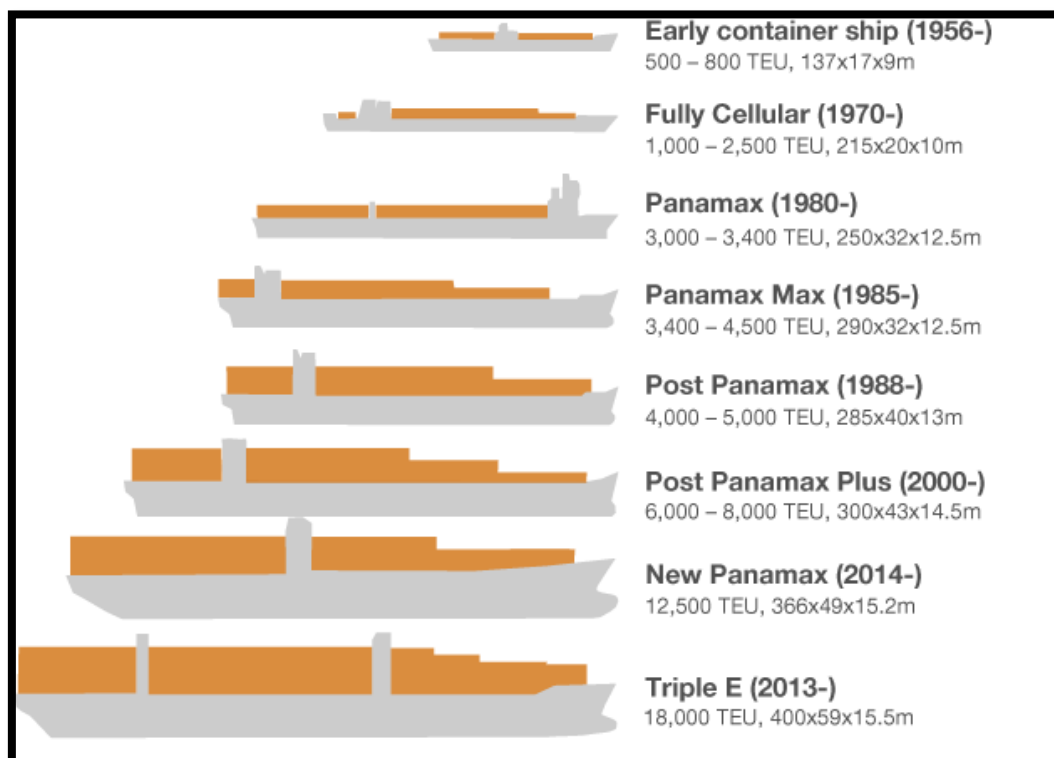 Early container ship (1956-)
500 – 800 TEU, 137x17x9m
Fully Cellular (1970-)
1,000 – 2,500 TEU, 215x20x10m
Panamax (1980-)
3,000 – 3,400 TEU, 250x32x12.5m
Panamax Max (1985-)
3,400 – 4,500 TEU, 290x32x12.5m
Post Panamax (1988-)
4,000 – 5,000 TEU, 285x40x13m
Post Panamax Plus (2000-)
6,000 – 8,000 TEU, 300x43x14.5m
New Panamax (2014-)
12,500 TEU, 366x49x15.2m
Triple E (2013-)
18,000 TEU, 400x59x15.5m